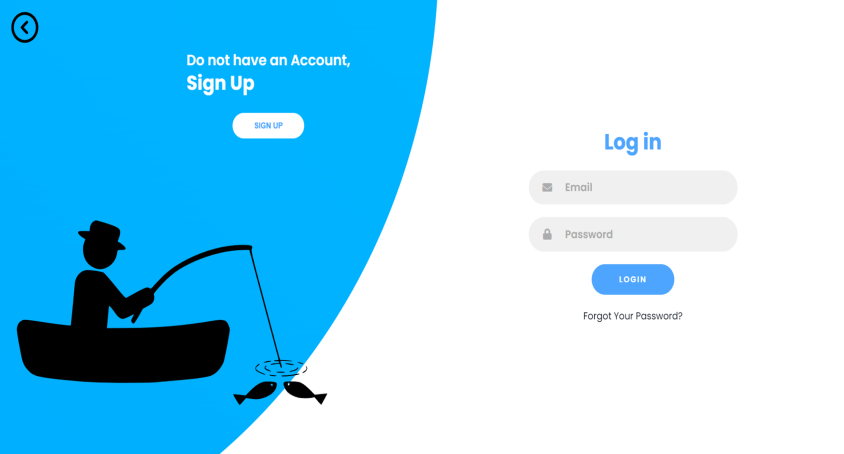 Do not have an Account,
Sign Up
SIGN UP
Log in
Email
Password
LOGIN
Forgot Your Password?